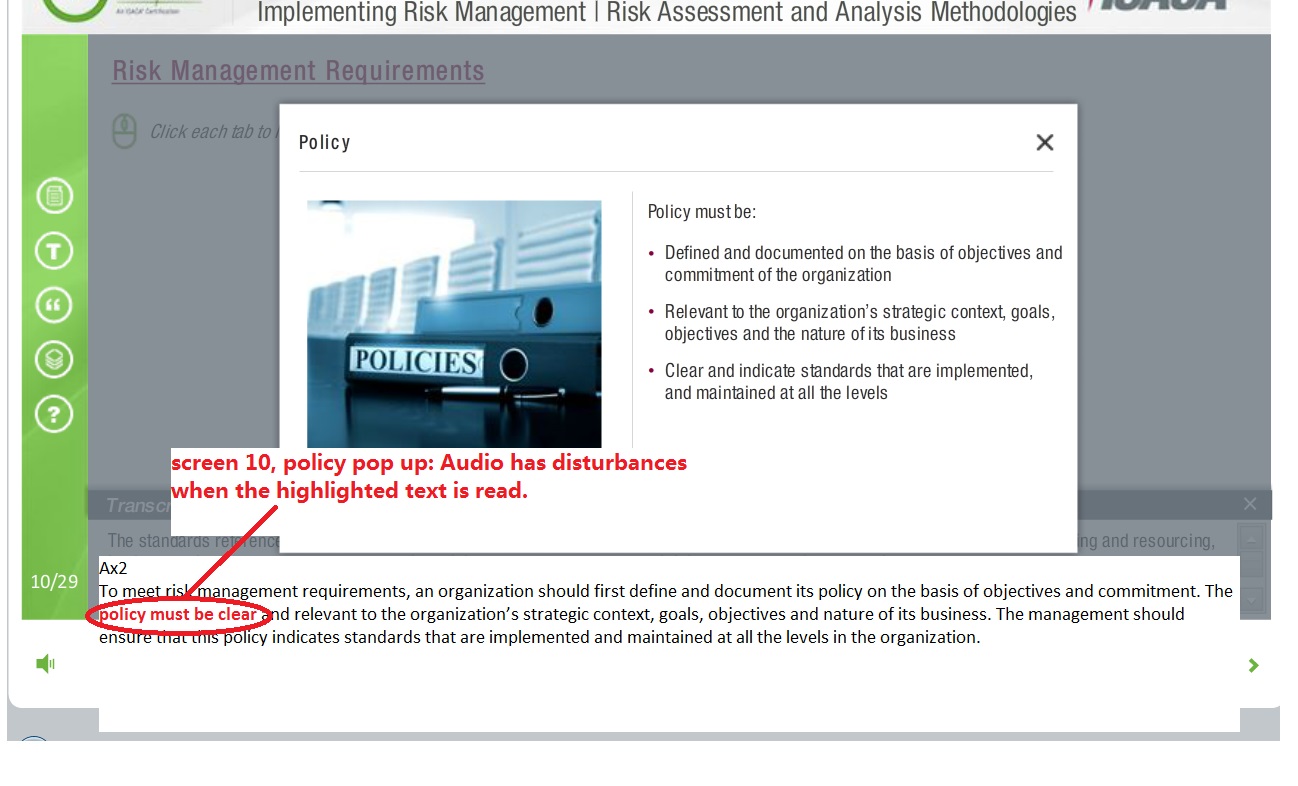 An ISACA® Certification
Implementing Risk Management | Risk Assessment and Analysis Methodologies
ISACA
Risk Management Requirements
Click each tab to
Policy
Policy must be:
• Defined and documented on the basis of objectives and
commitment of the organization
• Relevant to the organization’s strategic context, goals,
objectives and the nature of its business
• Clear and indicate standards that are implemented,
and maintained at all the levels
POLICIES
T
?
screen 10, policy pop up: Audio has disturbances
when the highlighted text is read.
Transcr
The standards reference
ng and resourcing,
10/29
Ax2
To meet risk management requirements, an organization should first define and document its policy on the basis of objectives and commitment. The
policy must be clear and relevant to the organization’s strategic context, goals, objectives and nature of its business. The management should
ensure that this policy indicates standards that are implemented and maintained at all the levels in the organization.